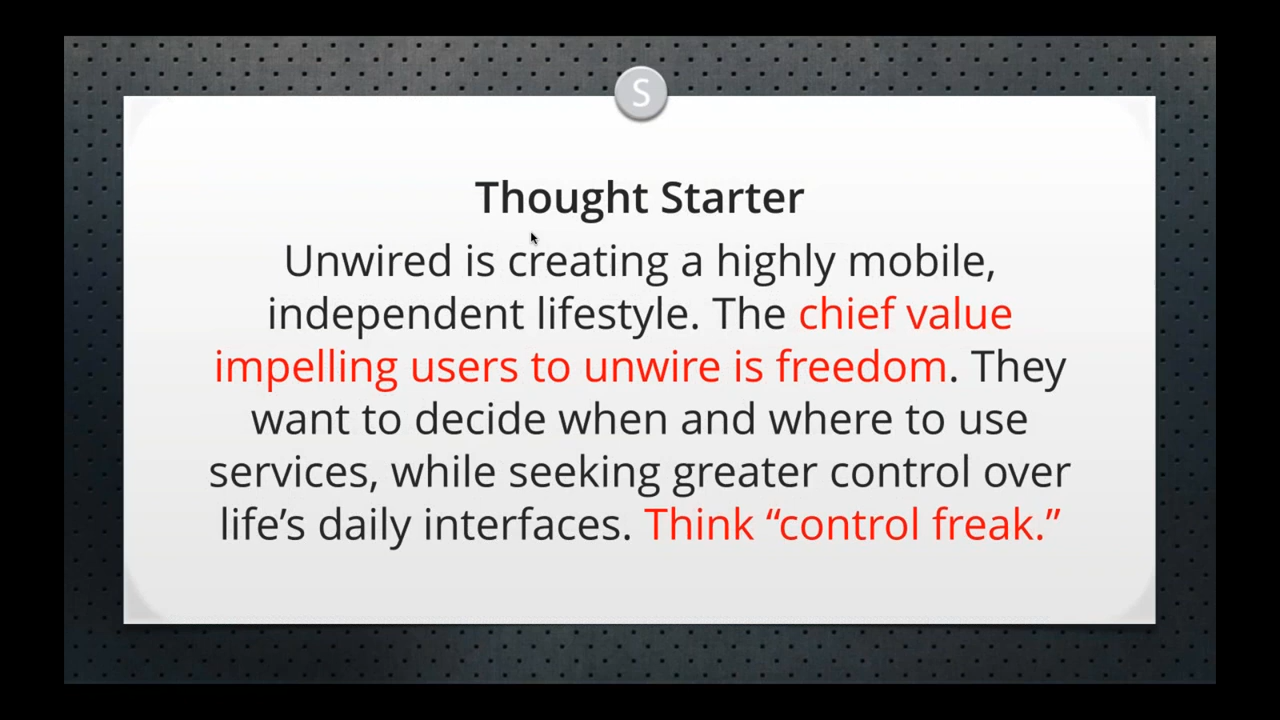 S
Thought Starter
Unwired is creating a highly mobile,
independent lifestyle. The chief value
impelling users to unwire is freedom. They
want to decide when and where to use
services, while seeking greater control over
life’s daily interfaces. Think “control freak.”